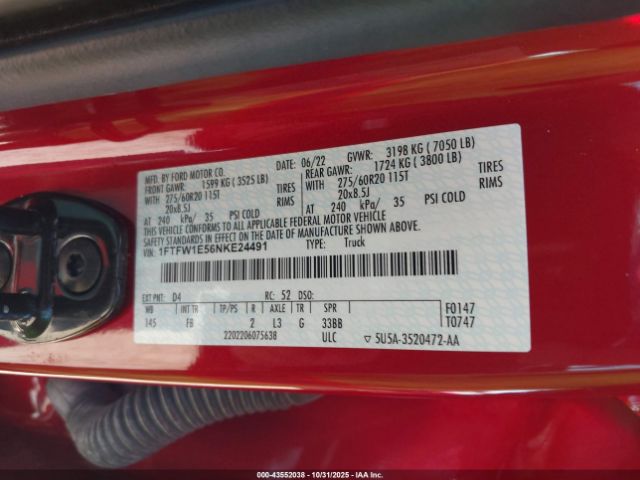 MFD. BY FORD MOTOR CO. DATE: 06/22 GVWR: 3198 KG ( 7050 LB)
FRONT GAWR: 1599 KG ( 3525 LB) REAR GAWR: 1724 KG ( 3800 LB)
WITH 275/60R20 115T TIRES WITH 275/60R20 115T TIRES
20x8.5J RIMS 20x8.5J RIMS
AT 240 kPa/ 35 PSI COLD AT 240 kPa/ 35 PSI COLD
THIS VEHICLE CONFORMS TO ALL APPLICABLE FEDERAL MOTOR VEHICLE
SAFETY STANDARDS IN EFFECT ON THE DATE OF MANUFACTURE SHOWN ABOVE.
VIN: 1FTFW1E56NKE24491 TYPE: Truck
EXT PNT: D4 RC: 52 DSO:
WB INT TR TP/PS R AXLE TR SPR F0147
145 FB 2 L3 G 33BB T0747
2202206075638 ULC ▽ 5U5A-3520472-AA
000-43552038 - 10/31/2025 - IAA Inc.